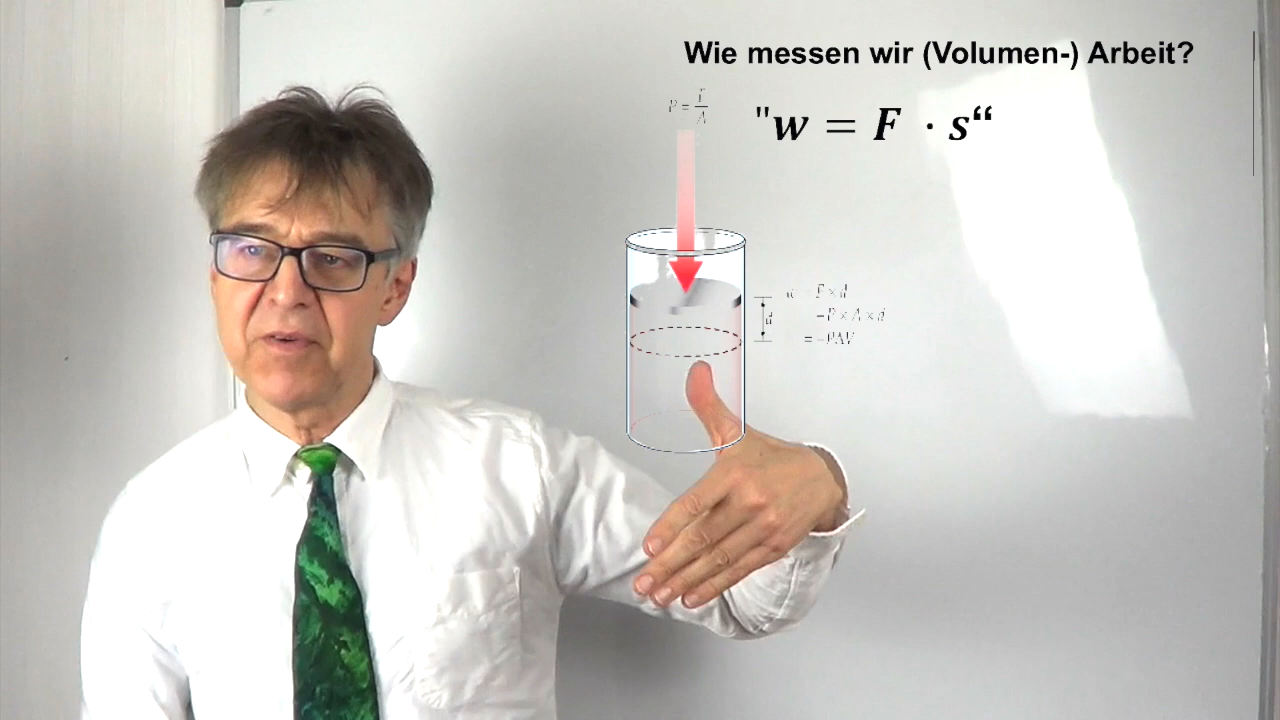 Wie messen wir (Volumen-) Arbeit?
P = F/A
"w = F · s“
w = F × d
= P × A × d
d
= −PΔV